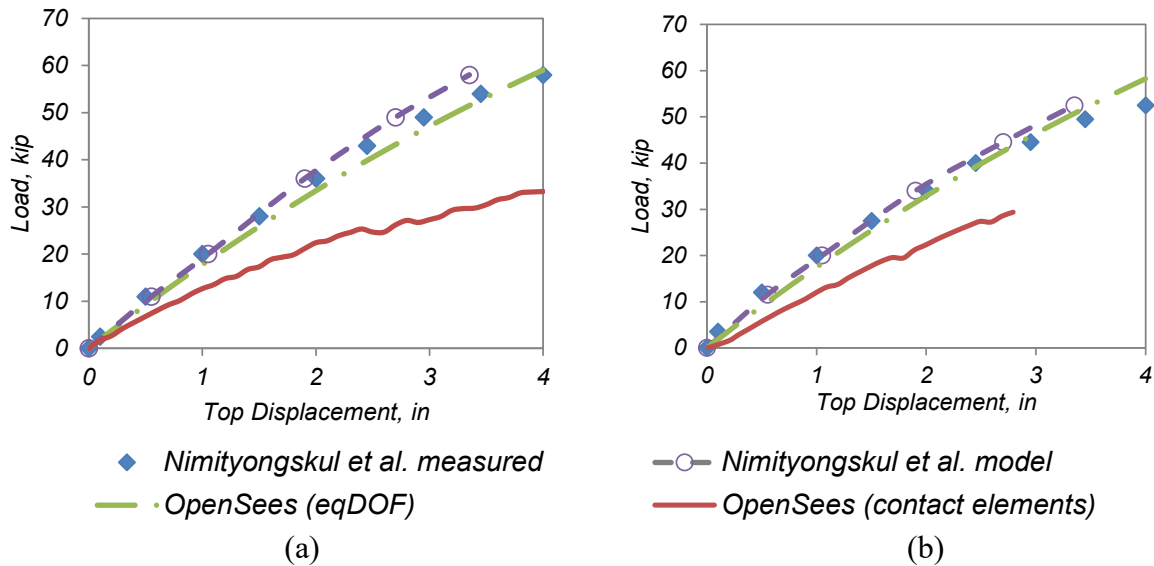 70
60
50
40
30
20
10
0
Load, kip
0 1 2 3 4
Top Displacement, in
70
60
50
40
30
20
10
0
Load, kip
0 1 2 3 4
Top Displacement, in
Nimityongskul et al. measured
Nimityongskul et al. model
OpenSees (eqDOF)
OpenSees (contact elements)
(a)
(b)